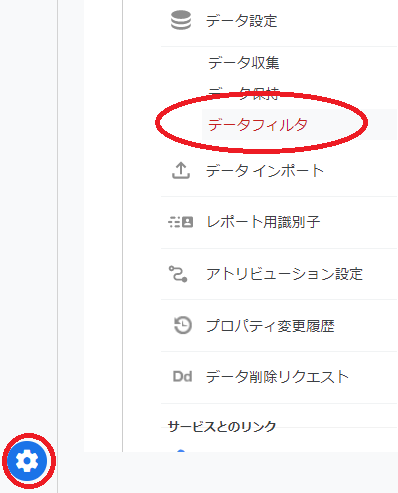 データ設定
データ収集
データ保持
データフィルタ
データ インポート
レポート用識別子
アトリビューション設定
プロパティ変更履歴
Dd データ削除リクエスト
サービスとのリンク